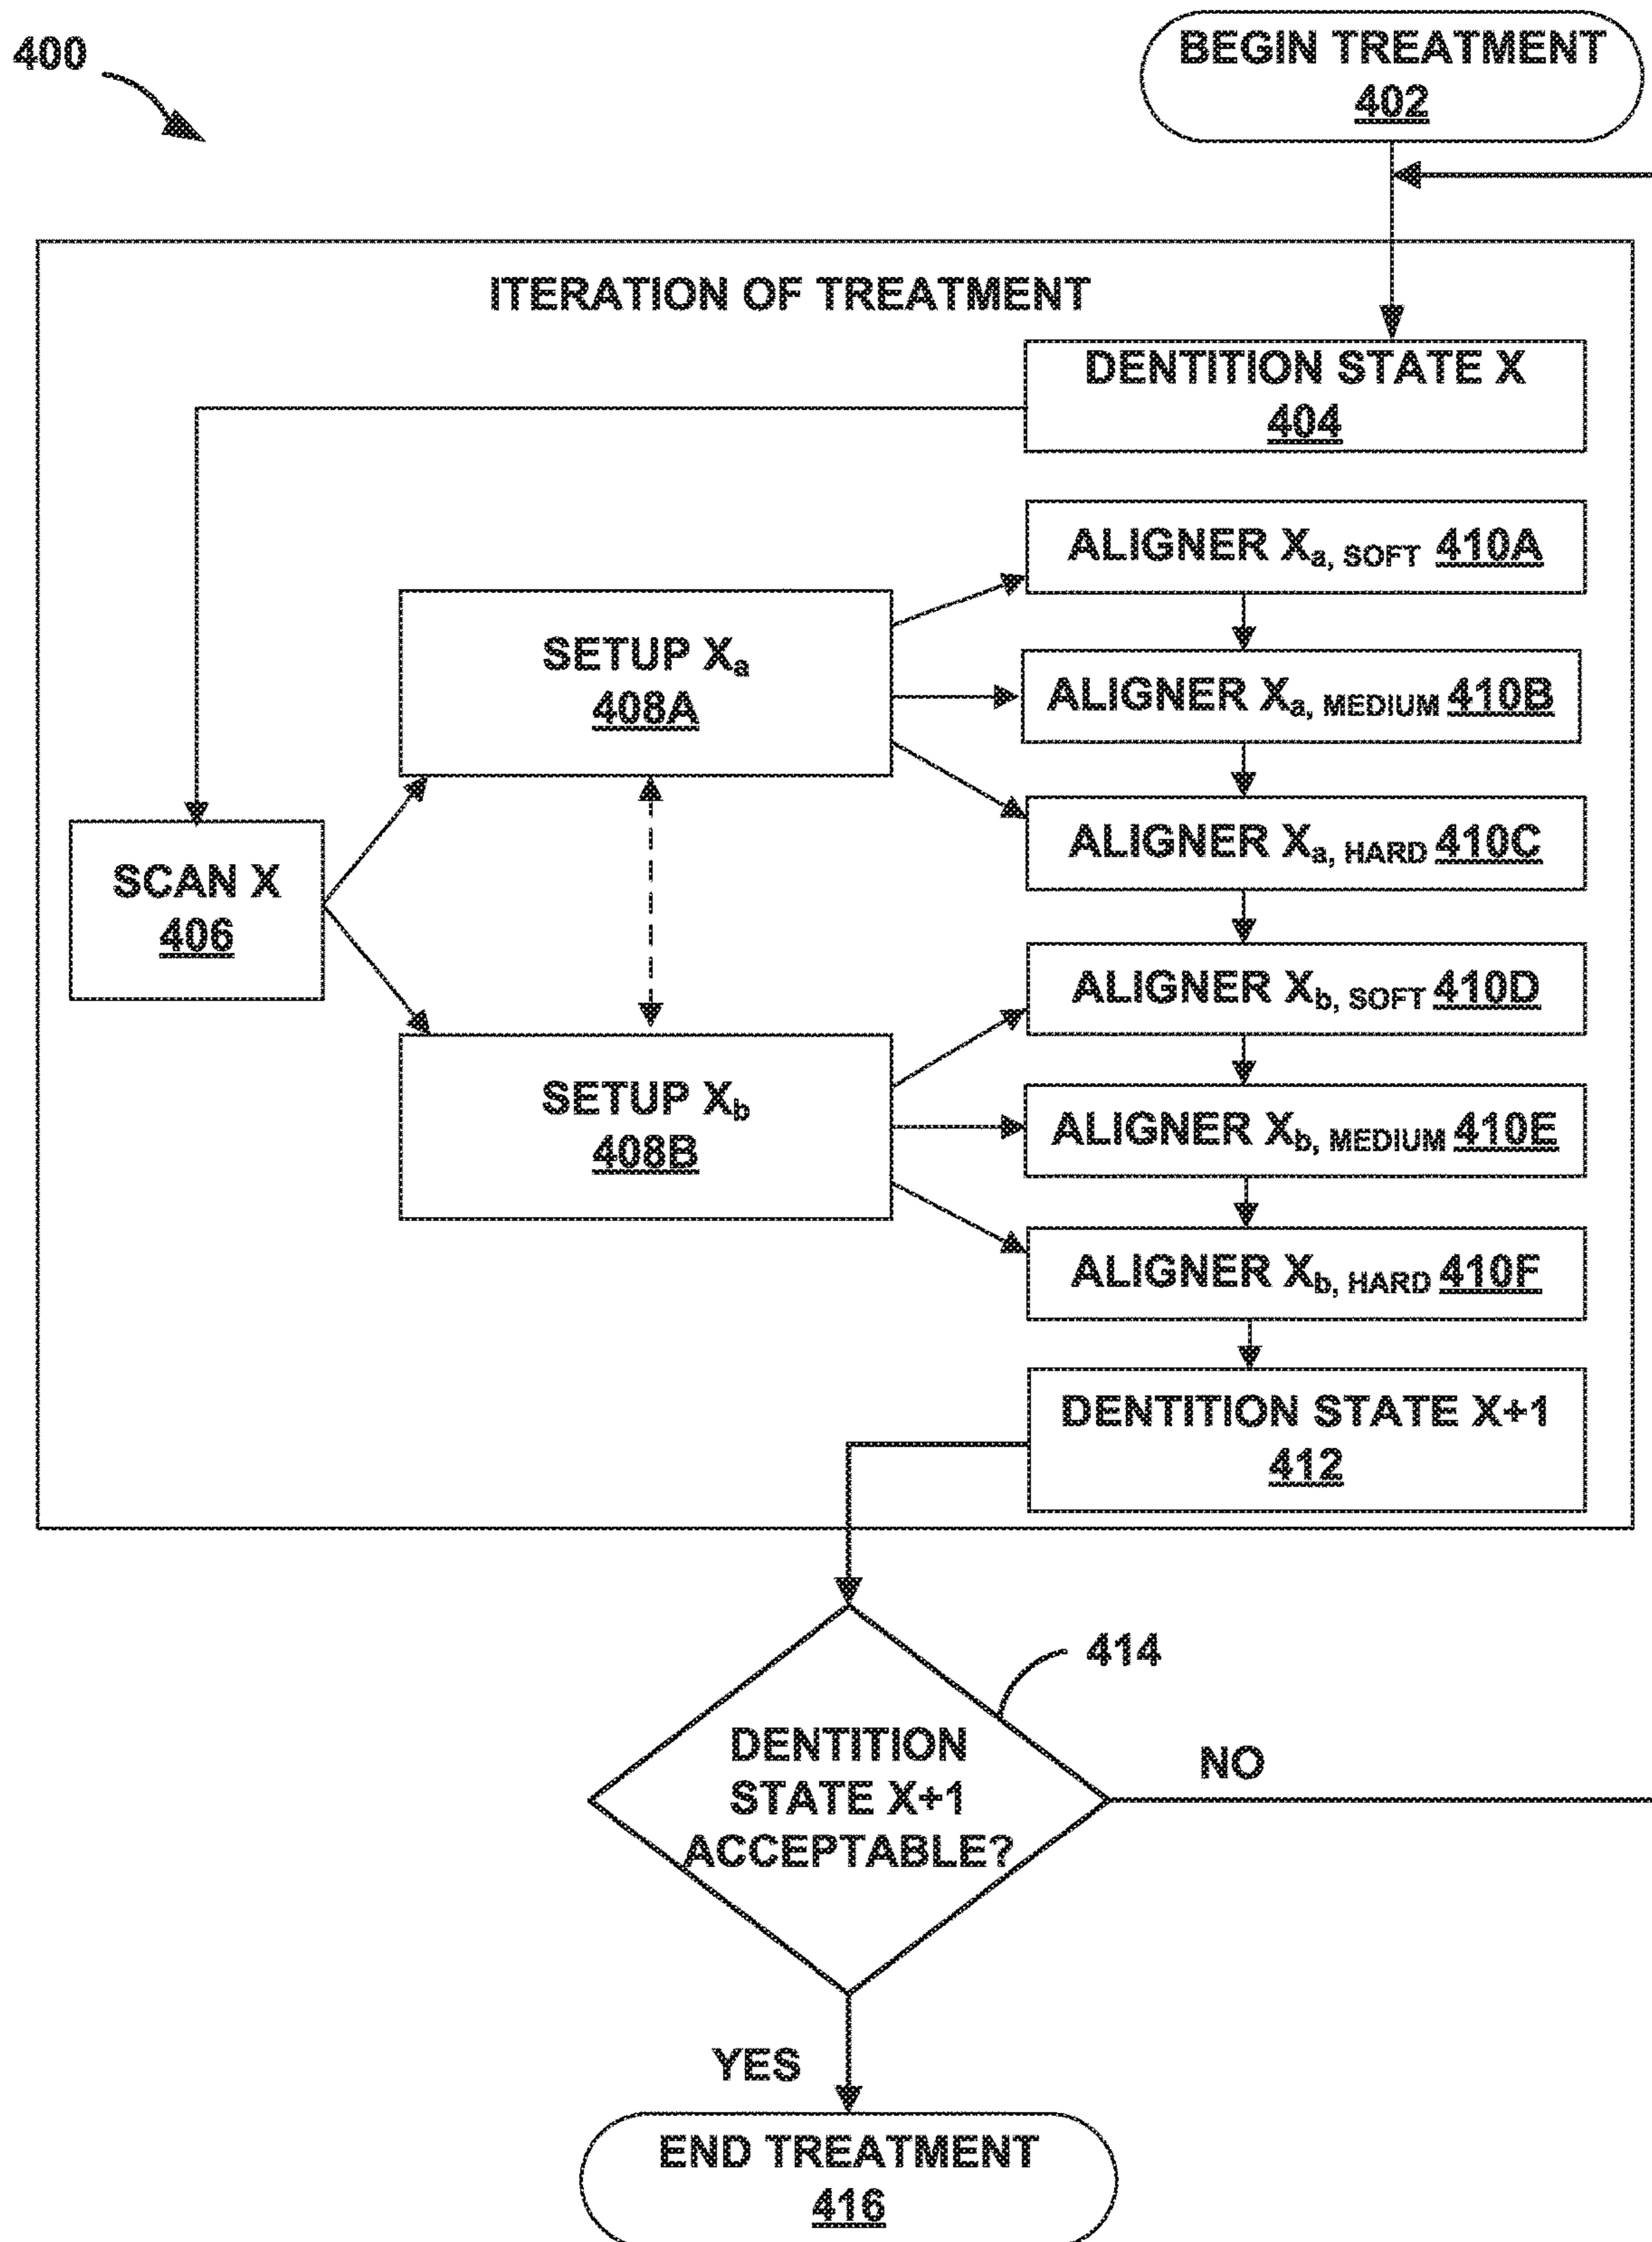 400
BEGIN TREATMENT
402
ITERATION OF TREATMENT
DENTITION STATE X
404
ALIGNER Xa, SOFT 410A
SETUP Xa
408A
ALIGNER Xa, MEDIUM 410B
ALIGNER Xa, HARD 410C
SCAN X
406
ALIGNER Xb, SOFT 410D
SETUP Xb
408B
ALIGNER Xb, MEDIUM 410E
ALIGNER Xb, HARD 410F
DENTITION STATE X+1
412
414
DENTITION
STATE X+1
ACCEPTABLE?
NO
YES
END TREATMENT
416